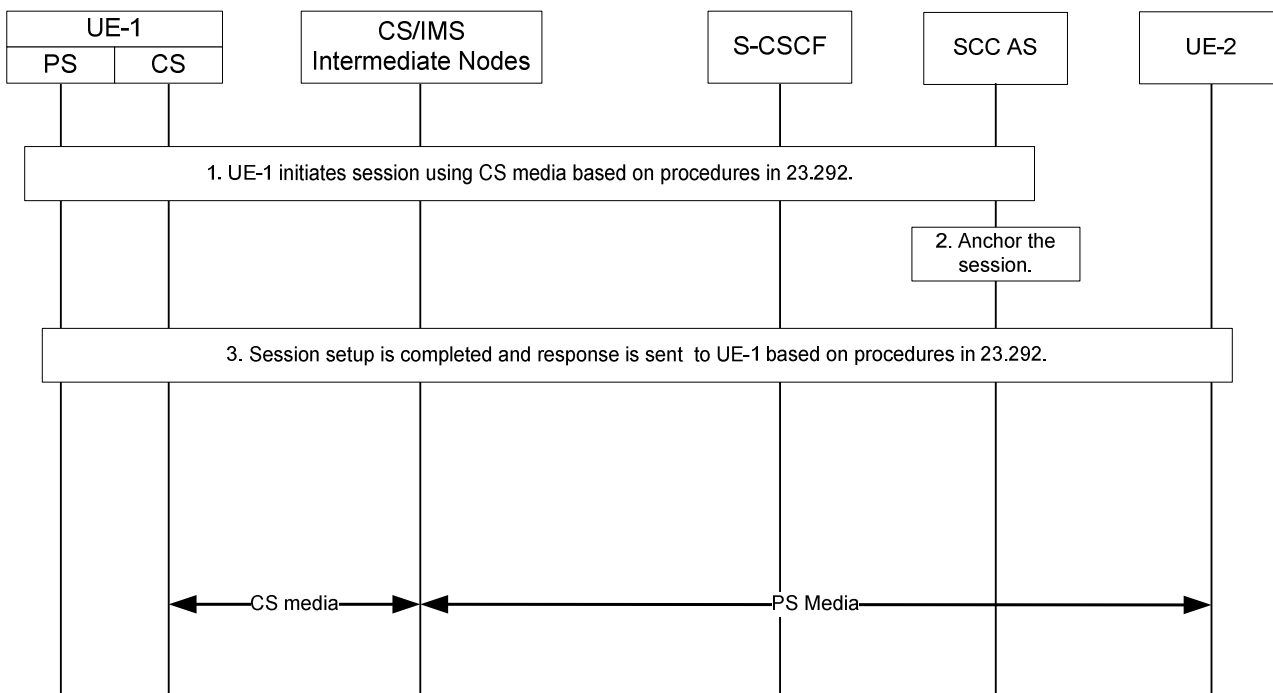 UE-1
PS
CS
CS/IMS
Intermediate Nodes
S-CSCF
SCC AS
UE-2
1. UE-1 initiates session using CS media based on procedures in 23.292.
2. Anchor the
session.
3. Session setup is completed and response is sent to UE-1 based on procedures in 23.292.
CS media
PS Media